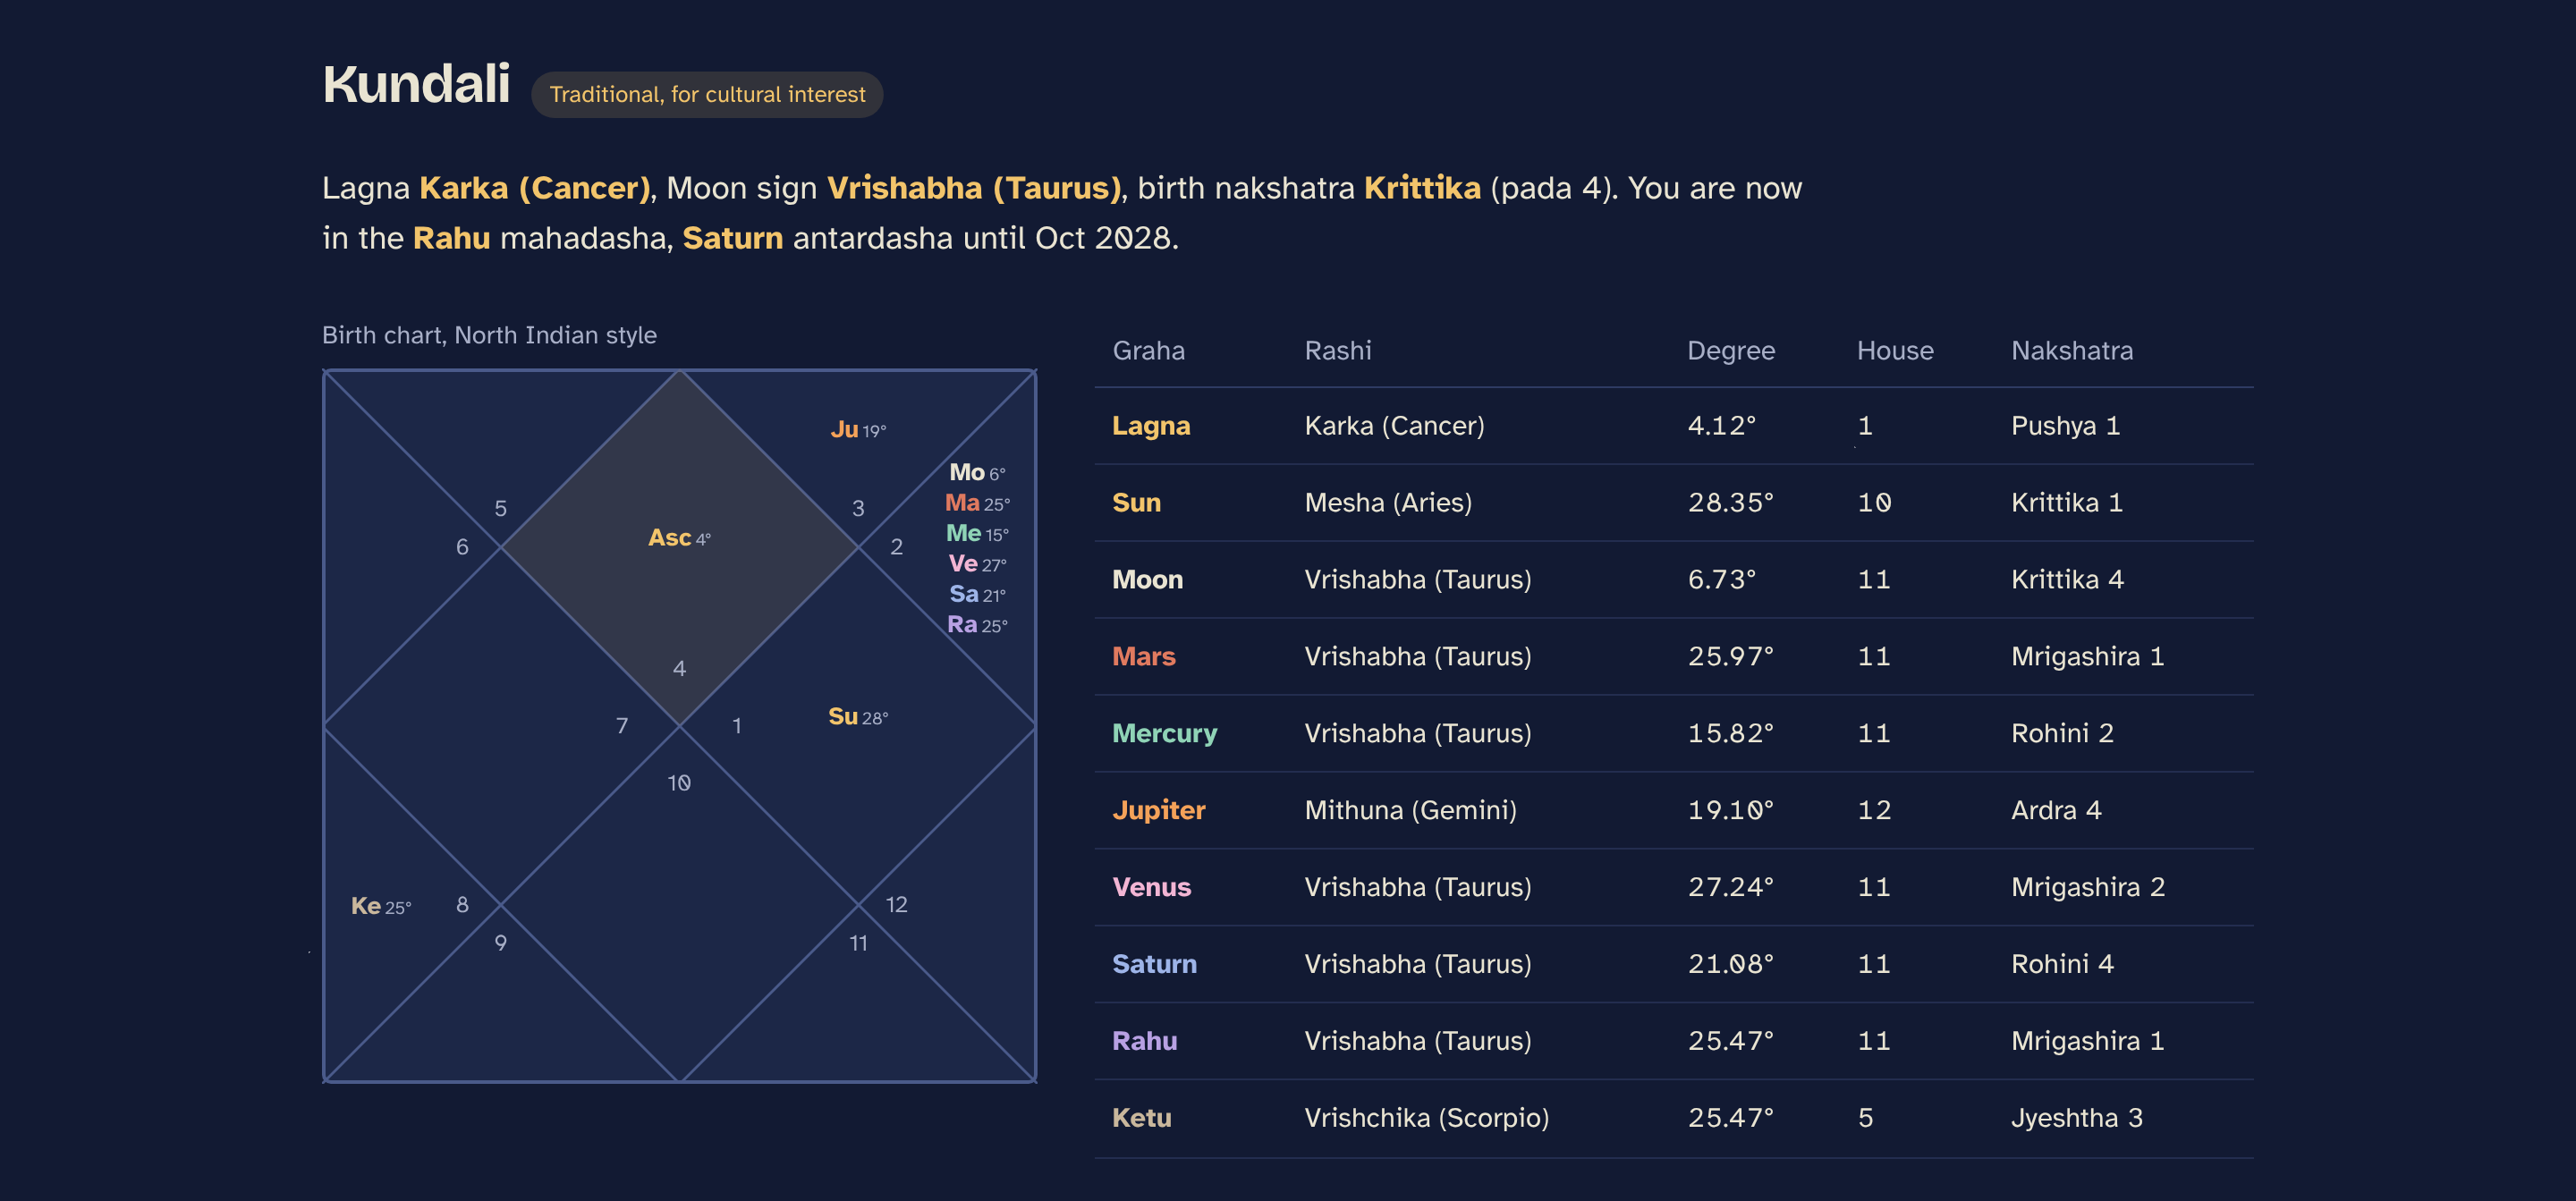 Kundali Traditional, for cultural interest
Lagna Karka (Cancer), Moon sign Vrishabha (Taurus), birth nakshatra Krittika (pada 4). You are now
in the Rahu mahadasha, Saturn antardasha until Oct 2028.
Birth chart, North Indian style
Ju 19°
Mo 6°
Ma 25°
Me 15°
Ve 27°
Sa 21°
Ra 25°
5
3
Asc 4°
6
2
4
7
1
Su 28°
10
Ke 25°
8
12
9
11
Graha Rashi Degree House Nakshatra
Lagna Karka (Cancer) 4.12° 1 Pushya 1
Sun Mesha (Aries) 28.35° 10 Krittika 1
Moon Vrishabha (Taurus) 6.73° 11 Krittika 4
Mars Vrishabha (Taurus) 25.97° 11 Mrigashira 1
Mercury Vrishabha (Taurus) 15.82° 11 Rohini 2
Jupiter Mithuna (Gemini) 19.10° 12 Ardra 4
Venus Vrishabha (Taurus) 27.24° 11 Mrigashira 2
Saturn Vrishabha (Taurus) 21.08° 11 Rohini 4
Rahu Vrishabha (Taurus) 25.47° 11 Mrigashira 1
Ketu Vrishchika (Scorpio) 25.47° 5 Jyeshtha 3